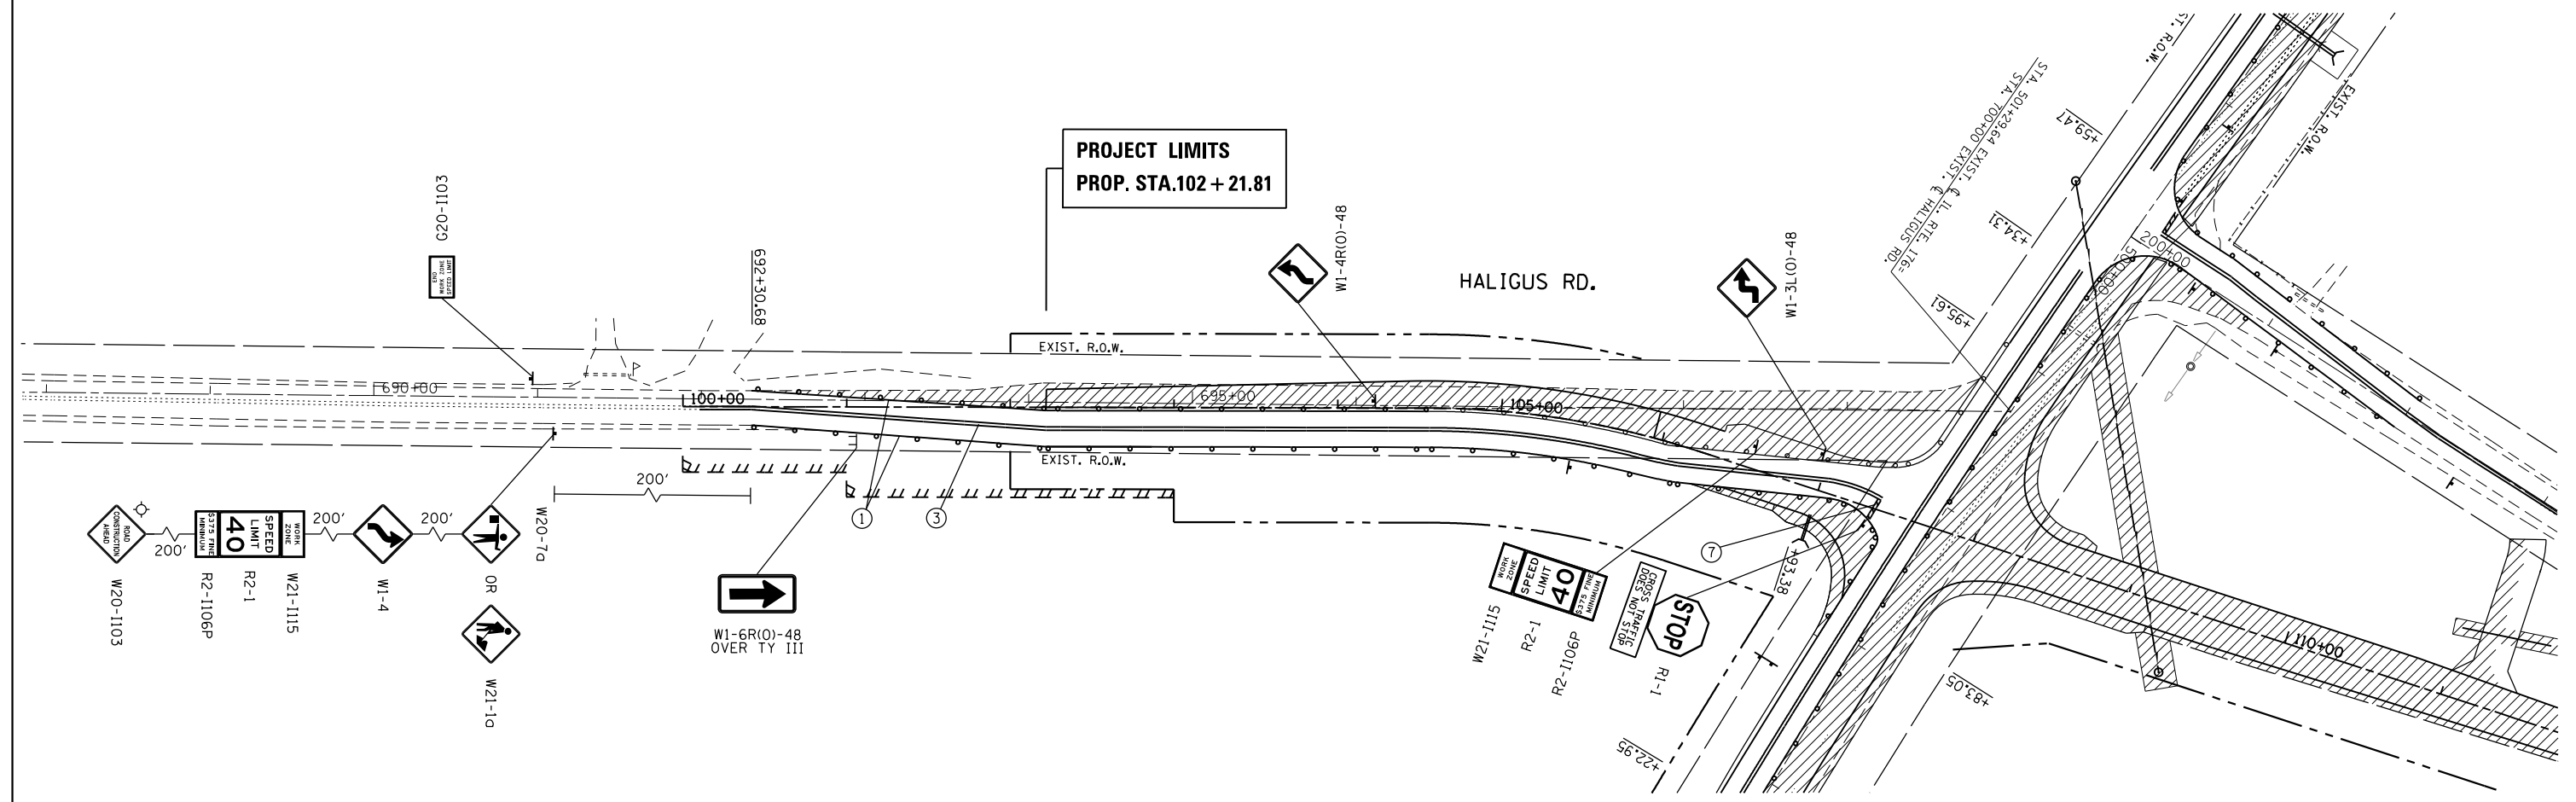 PROJECT LIMITS
PROP. STA.102+21.81
G20-I103
END
WORK ZONE
SPEED LIMIT
692+30.68
W1-4R(O)-48
HALIGUS RD.
W1-3L(O)-48
STA. 501+29.64 EXIST. ℄ IL. RTE. 176=
STA. 700+00 EXIST. ℄ HALIGUS RD.
+59.47
+34.31
+95.61
ST. R.O.W.
EXIST. R.O.W.
200+00
EXIST. R.O.W.
690+00
100+00
695+00
105+00
EXIST. R.O.W.
200'
1
3
7
ROAD
CONSTRUCTION
AHEAD
W20-I103
200'
$375 FINE
MINIMUM
SPEED
LIMIT
40
WORK
ZONE
R2-I106P
R2-1
W21-I115
200'
W1-4
200'
W20-7a
OR
W21-1a
W1-6R(O)-48
OVER TY III
WORK
ZONE
SPEED
LIMIT
40
$375 FINE
MINIMUM
W21-I115
R2-1
R2-I106P
CROSS TRAFFIC
DOES NOT STOP
STOP
R1-1
+93.38
+22.95
+83.05
110+00